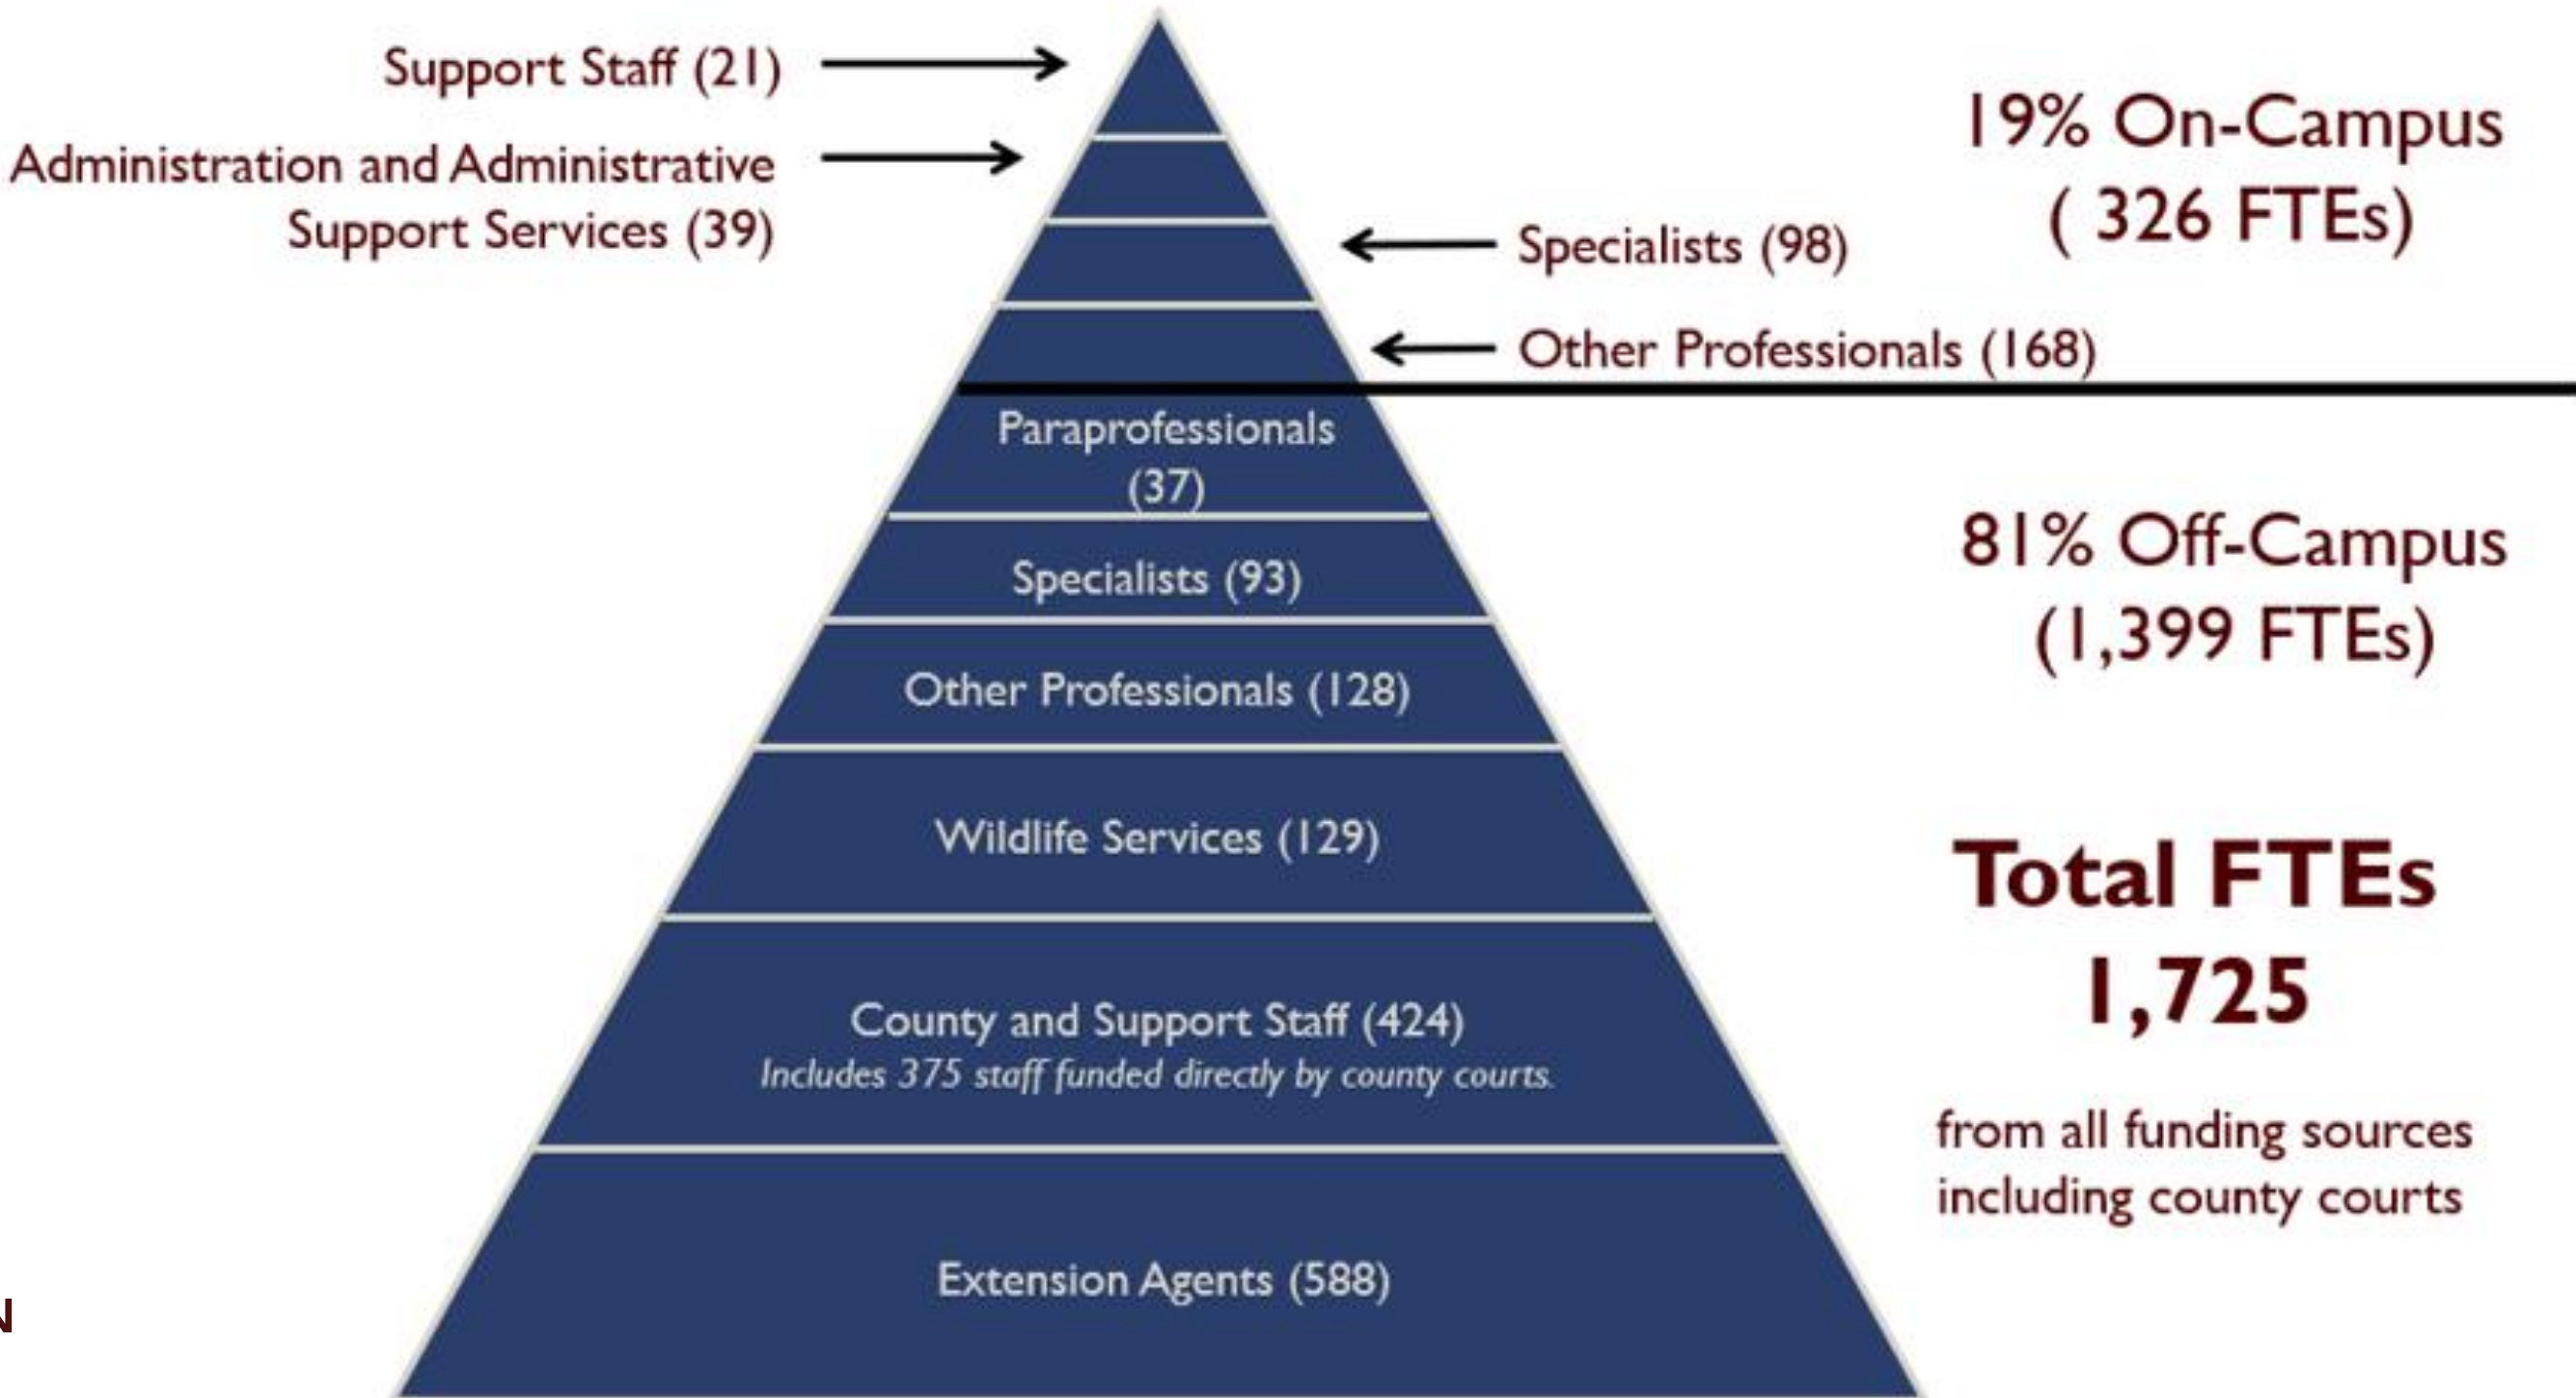 Support Staff (21)
Administration and Administrative
Support Services (39)
19% On-Campus
( 326 FTEs)
Specialists (98)
Other Professionals (168)
Paraprofessionals
(37)
Specialists (93)
Other Professionals (128)
Wildlife Services (129)
County and Support Staff (424)
Includes 375 staff funded directly by county courts.
Extension Agents (588)
81% Off-Campus
(1,399 FTEs)
Total FTEs
1,725
from all funding sources
including county courts
N